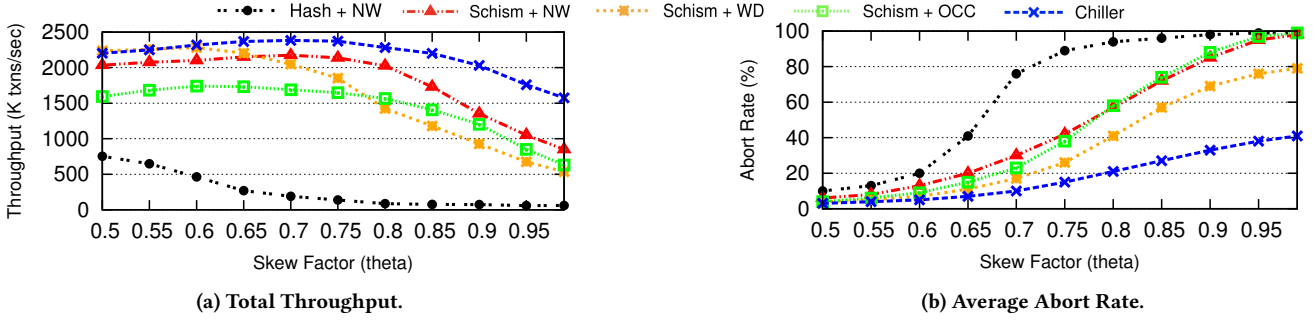 Hash + NW Schism + NW Schism + WD Schism + OCC Chiller
Throughput (K txns/sec)
2500
2000
1500
1000
500
0
0.5 0.55 0.6 0.65 0.7 0.75 0.8 0.85 0.9 0.95
Skew Factor (theta)
(a) Total Throughput.
Abort Rate (%)
100
80
60
40
20
0
0.5 0.55 0.6 0.65 0.7 0.75 0.8 0.85 0.9 0.95
Skew Factor (theta)
(b) Average Abort Rate.